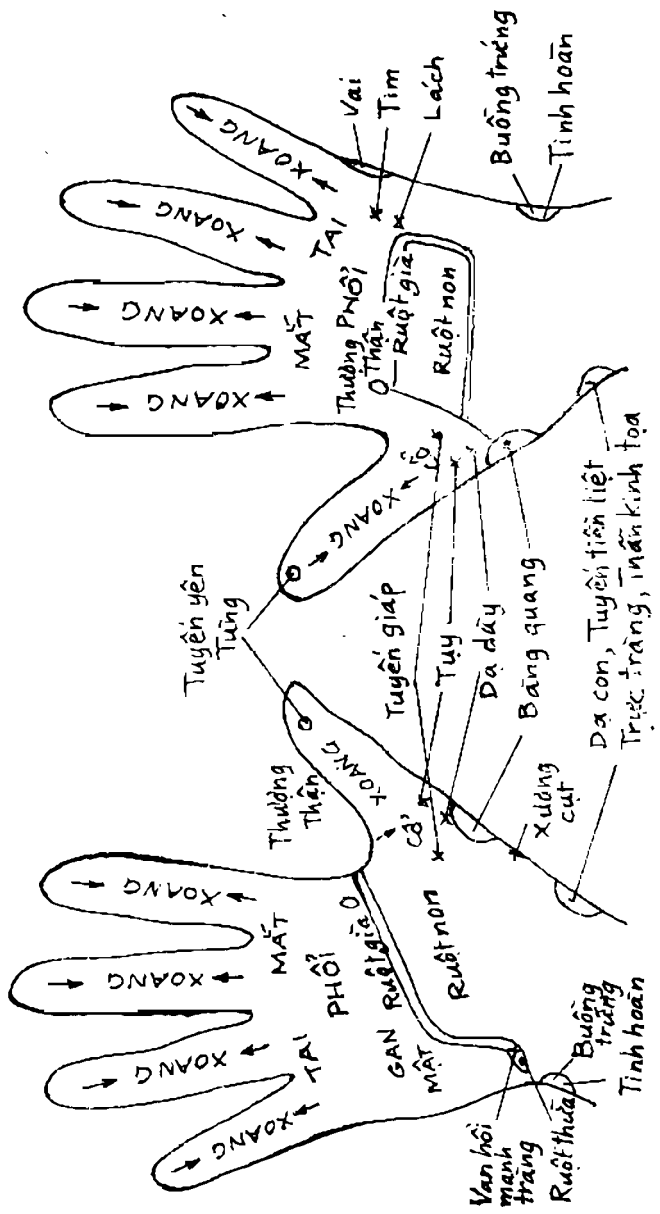 XOANG
XOANG
XOANG
XOANG
TAI
MẮT
PHỔI
GAN
MẬT
Ruột già
Ruột non
Thượng
Thận
XOANG
Cổ
Van hồi
manh
tràng
Ruột thừa
Buồng
trứng
Tinh hoàn
Xương
cụt
Tuyến yên
Tùng
Tuyến giáp
Tụy
Dạ dày
Bàng quang
Dạ con, Tuyến tiền liệt
Trực tràng, Thần kinh tọa
XOANG
XOANG
XOANG
XOANG
XOANG
MẮT
TAI
Thượng PHỔI
Thận
Ruột già
Ruột non
Cổ
Vai
Tim
Lách
Buồng trứng
Tinh hoàn